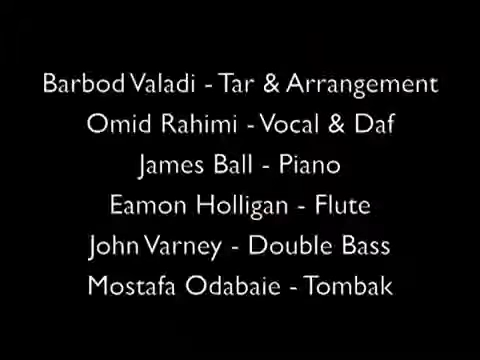 Barbod Valadi - Tar & Arrangement
Omid Rahimi - Vocal & Daf
James Ball - Piano
Eamon Holligan - Flute
John Varney - Double Bass
Mostafa Odabaie - Tombak